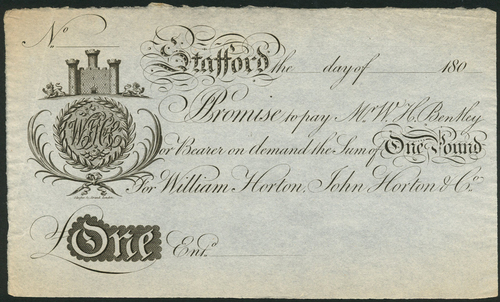 No
Stafford the day of 180
I Promise to pay Mr. W. H. Bentley
or Bearer on demand the Sum of One Pound
For William Horton, John Horton & Co.
£ One Entd.